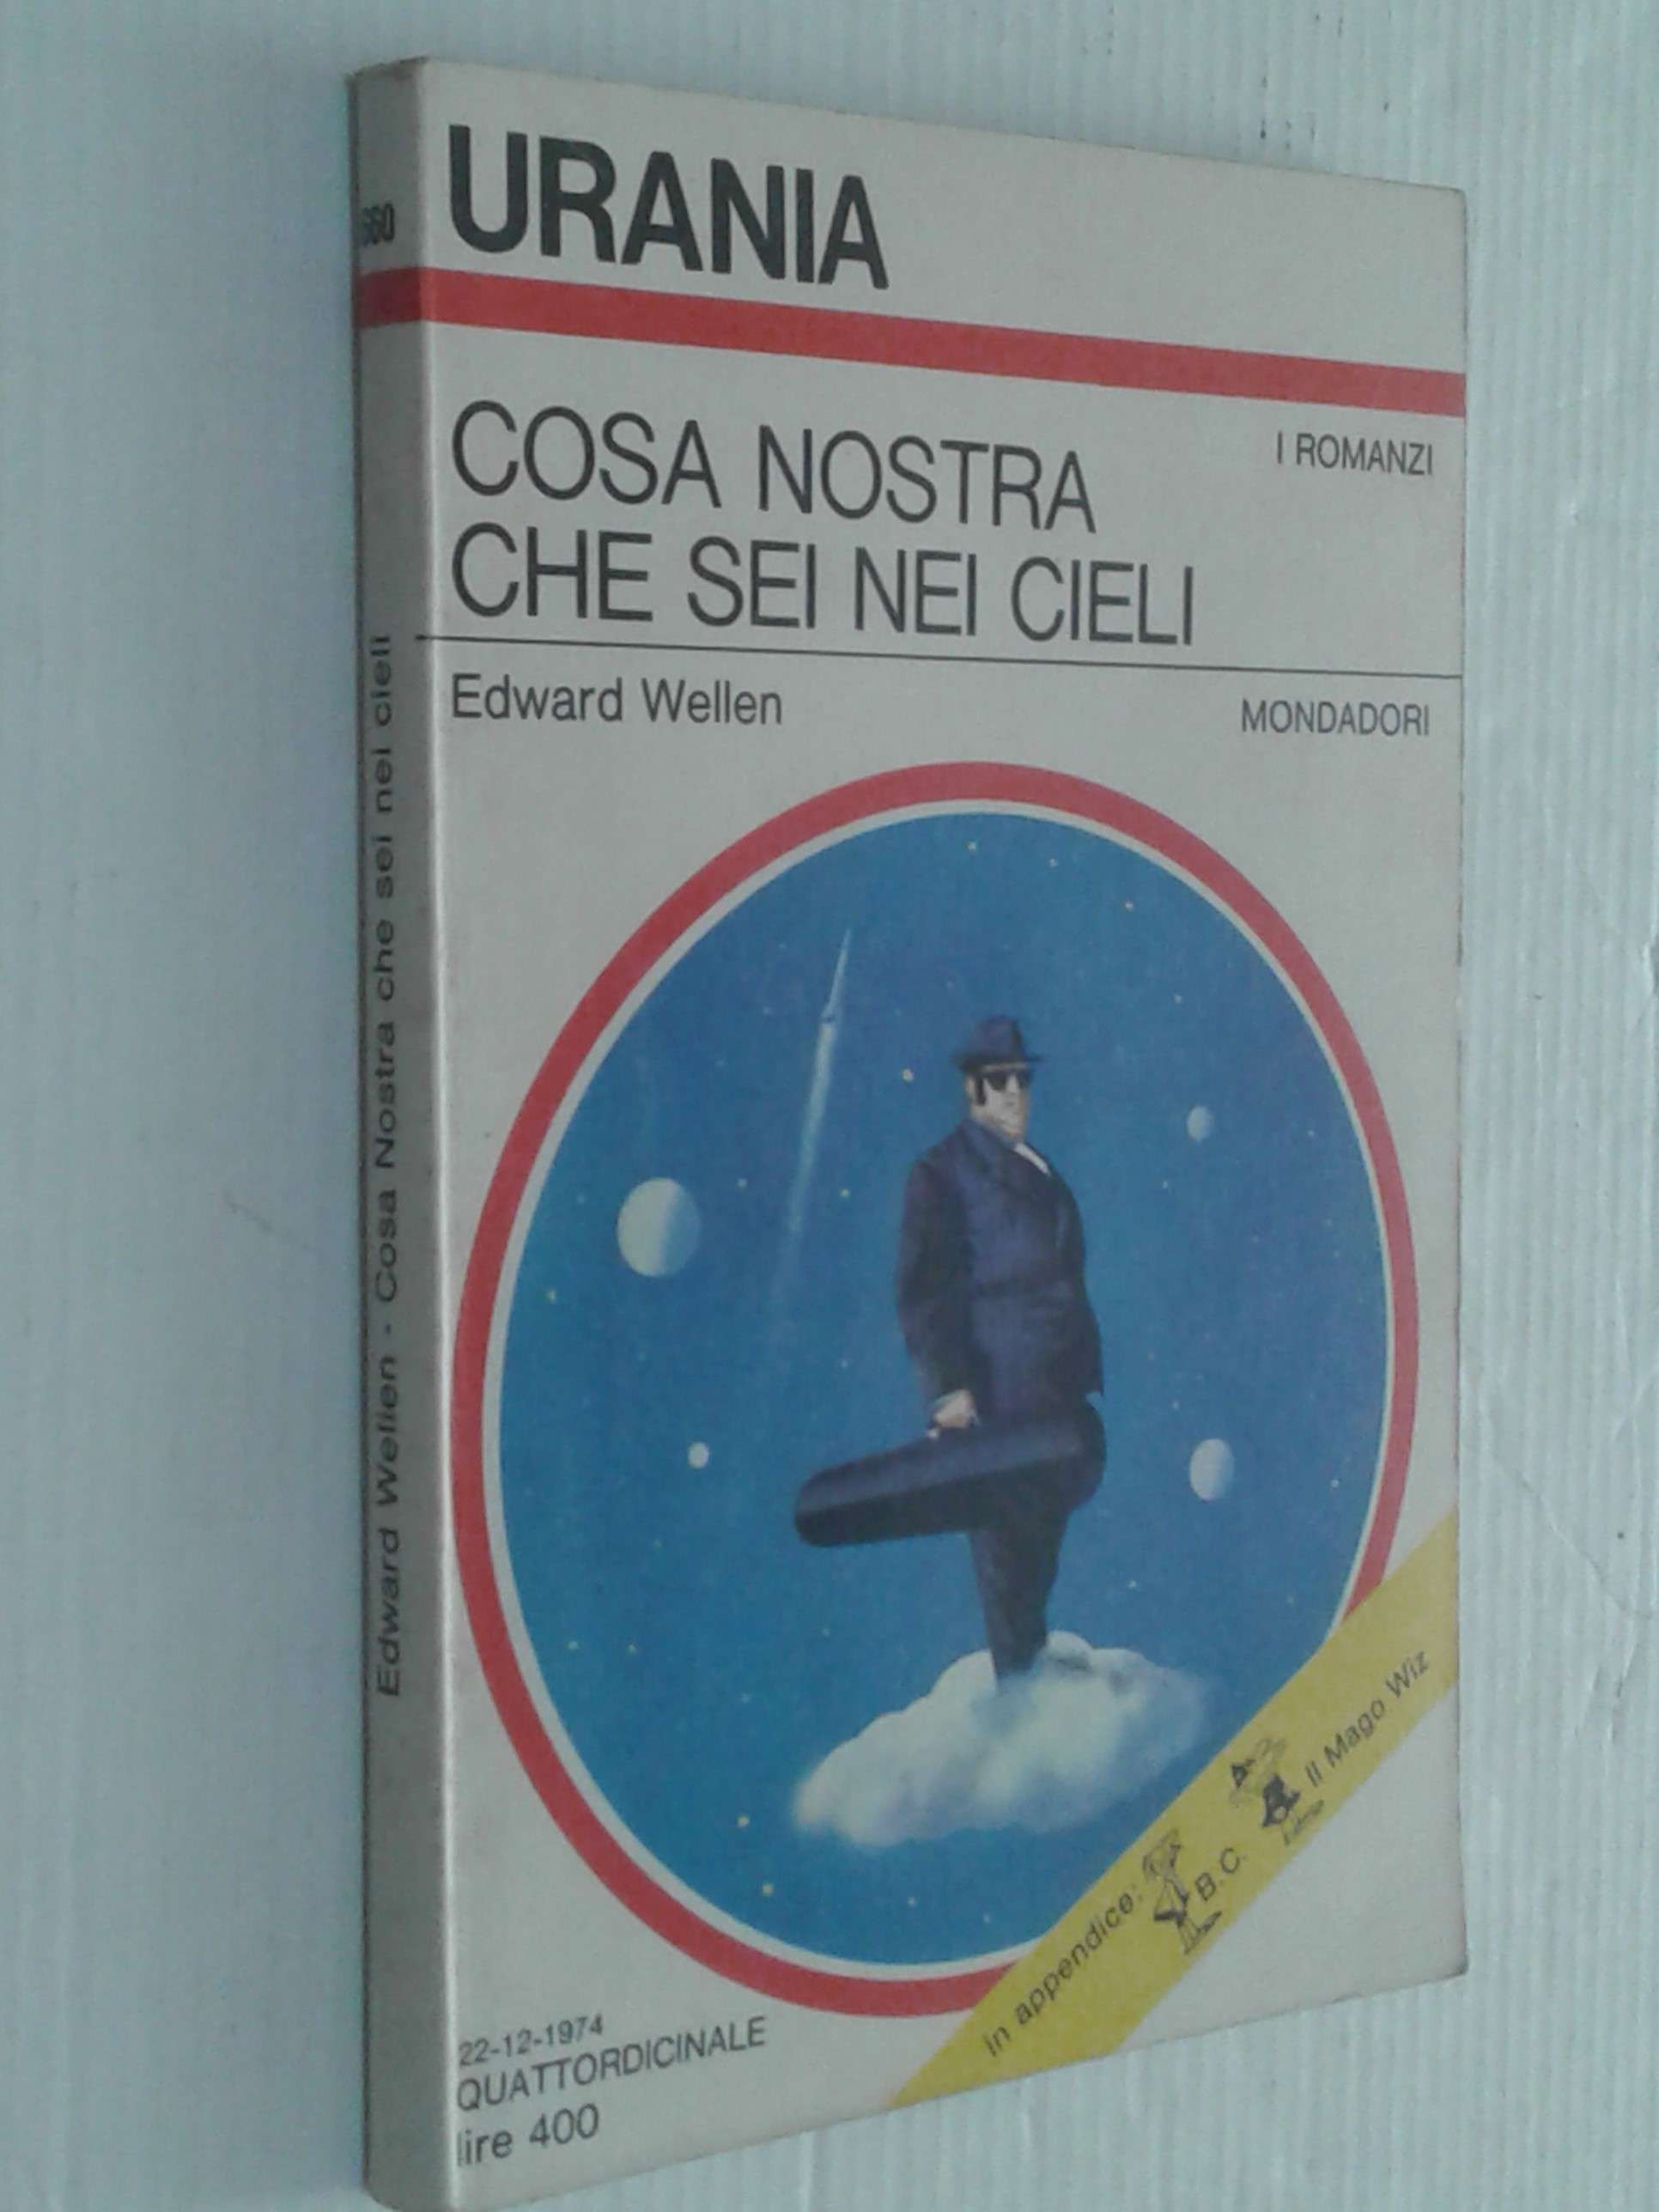 660
URANIA
COSA NOSTRA
CHE SEI NEI CIELI
I ROMANZI
Edward Wellen
MONDADORI
Edward Wellen - Cosa Nostra che sei nei cieli
in appendice: B.C. Il Mago Wiz
22-12-1974
QUATTORDICINALE
lire 400